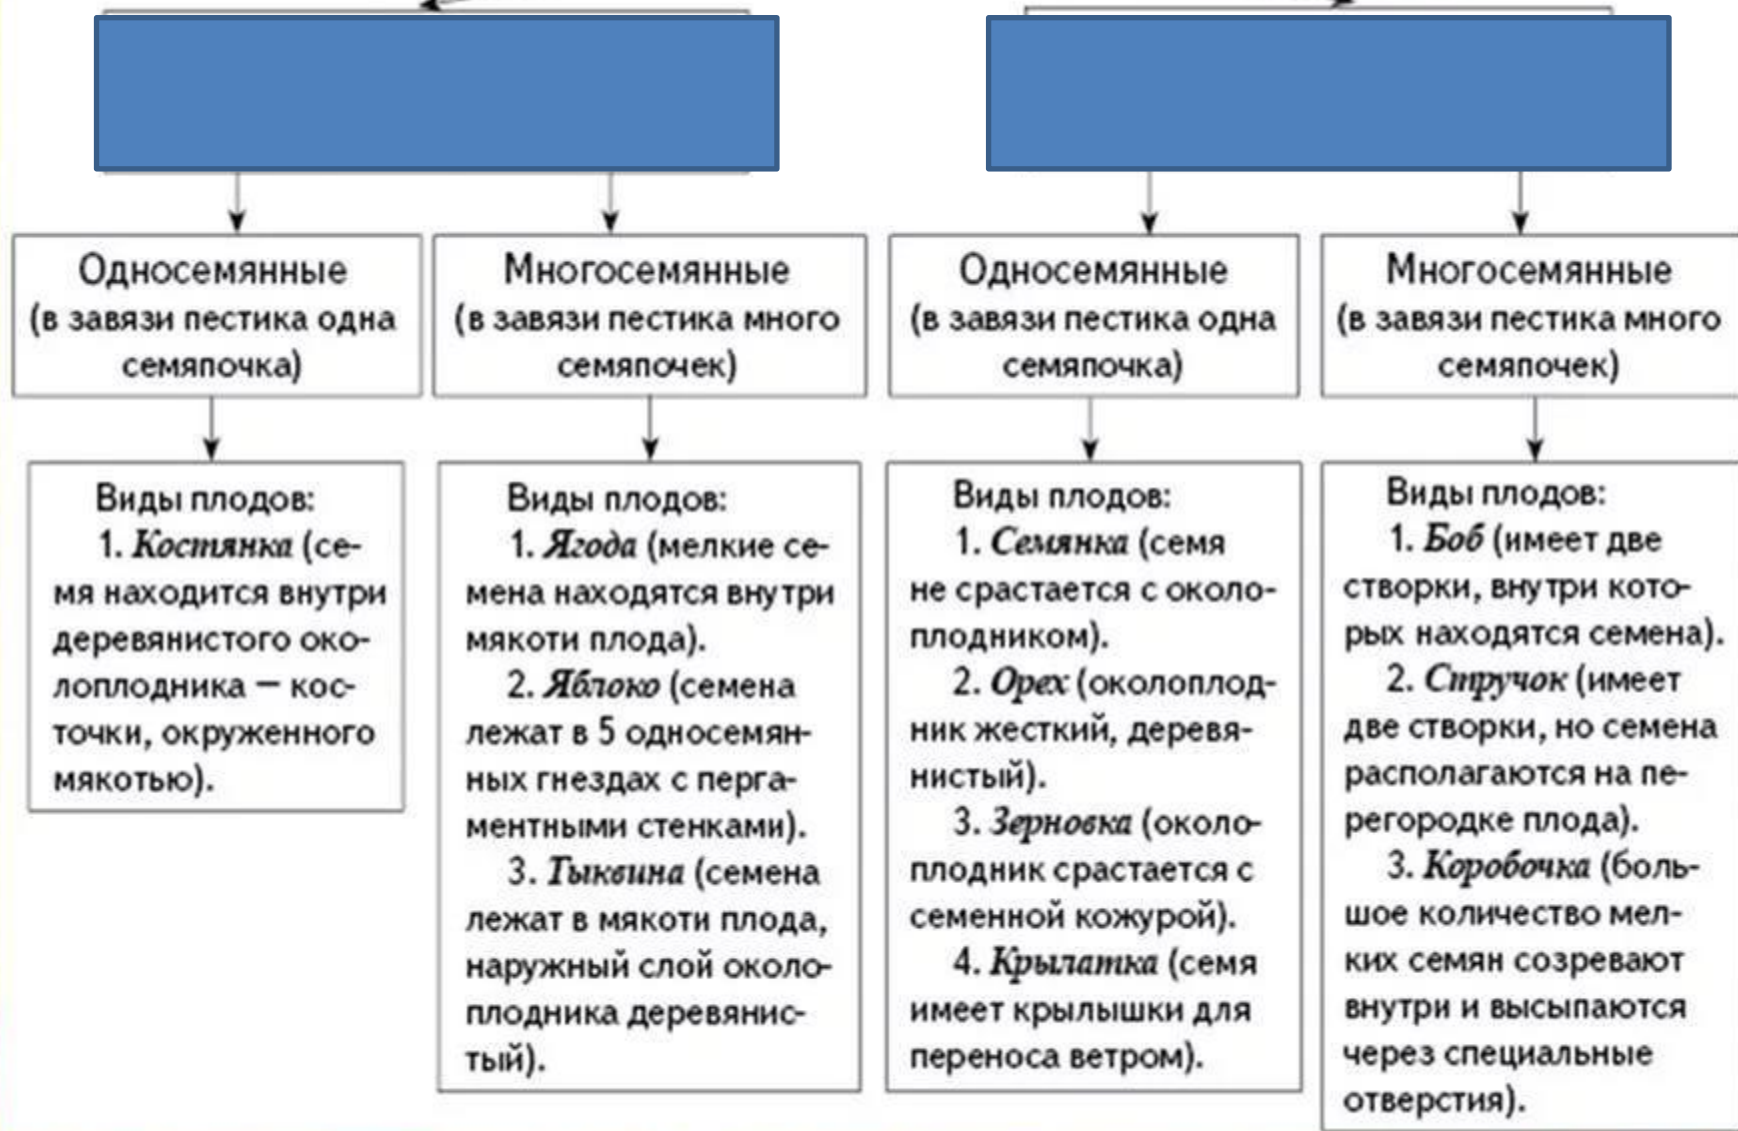 Односемянные
(в завязи пестика одна
семяпочка)
Многосемянные
(в завязи пестика много
семяпочек)
Односемянные
(в завязи пестика одна
семяпочка)
Многосемянные
(в завязи пестика много
семяпочек)
Виды плодов:
1. Костянка (се-
мя находится внутри
деревянистого око-
лоплодника — кос-
точки, окруженного
мякотью).
Виды плодов:
1. Ягода (мелкие се-
мена находятся внутри
мякоти плода).
2. Яблоко (семена
лежат в 5 односемян-
ных гнездах с перга-
ментными стенками).
3. Тыквина (семена
лежат в мякоти плода,
наружный слой около-
плодника деревянис-
тый).
Виды плодов:
1. Семянка (семя
не срастается с около-
плодником).
2. Орех (околоплод-
ник жесткий, деревя-
нистый).
3. Зерновка (около-
плодник срастается с
семенной кожурой).
4. Крылатка (семя
имеет крылышки для
переноса ветром).
Виды плодов:
1. Боб (имеет две
створки, внутри кото-
рых находятся семена).
2. Стручок (имеет
две створки, но семена
располагаются на пе-
регородке плода).
3. Коробочка (боль-
шое количество мел-
ких семян созревают
внутри и высыпаются
через специальные
отверстия).